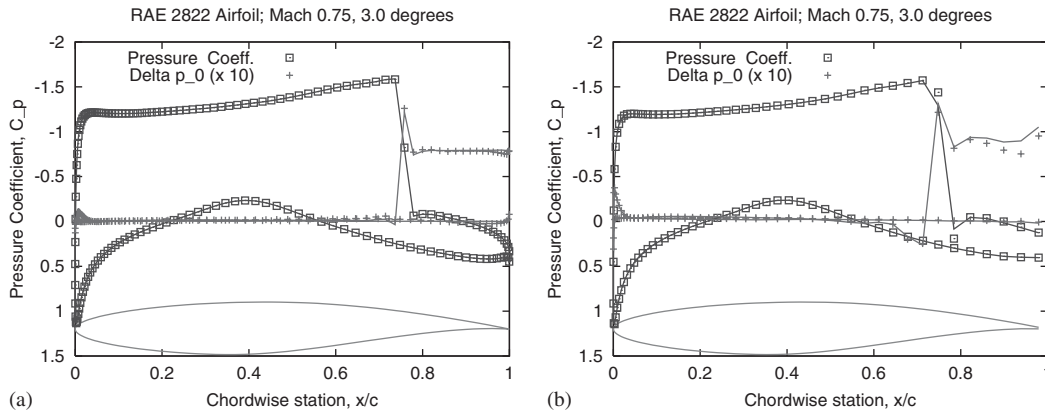 RAE 2822 Airfoil; Mach 0.75, 3.0 degrees
-2
-1.5
-1
-0.5
0
0.5
1
1.5
Pressure Coefficient, C_p
Pressure Coeff.
Delta p_0 (x 10)
0
0.2
0.4
0.6
0.8
1
Chordwise station, x/c
(a)
RAE 2822 Airfoil; Mach 0.75, 3.0 degrees
-2
-1.5
-1
-0.5
0
0.5
1
1.5
Pressure Coefficient, C_p
Pressure Coeff.
Delta p_0 (x 10)
0
0.2
0.4
0.6
0.8
1
Chordwise station, x/c
(b)